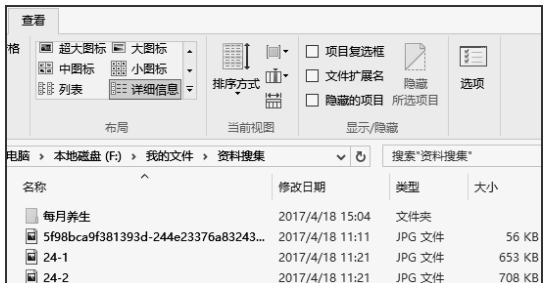 查看
格
超大图标 大图标
中图标 小图标
列表 详细信息
布局
排序方式
当前视图
项目复选框
文件扩展名
隐藏的项目
隐藏
所选项目
显示/隐藏
选项
电脑 › 本地磁盘 (F:) › 我的文件 › 资料搜集
搜索"资料搜集"
名称 修改日期 类型 大小
每月养生 2017/4/18 15:04 文件夹
5f98bca9f381393d-244e23376a83243... 2017/4/18 11:11 JPG 文件 56 KB
24-1 2017/4/18 11:21 JPG 文件 653 KB
24-2 2017/4/18 11:21 JPG 文件 708 KB